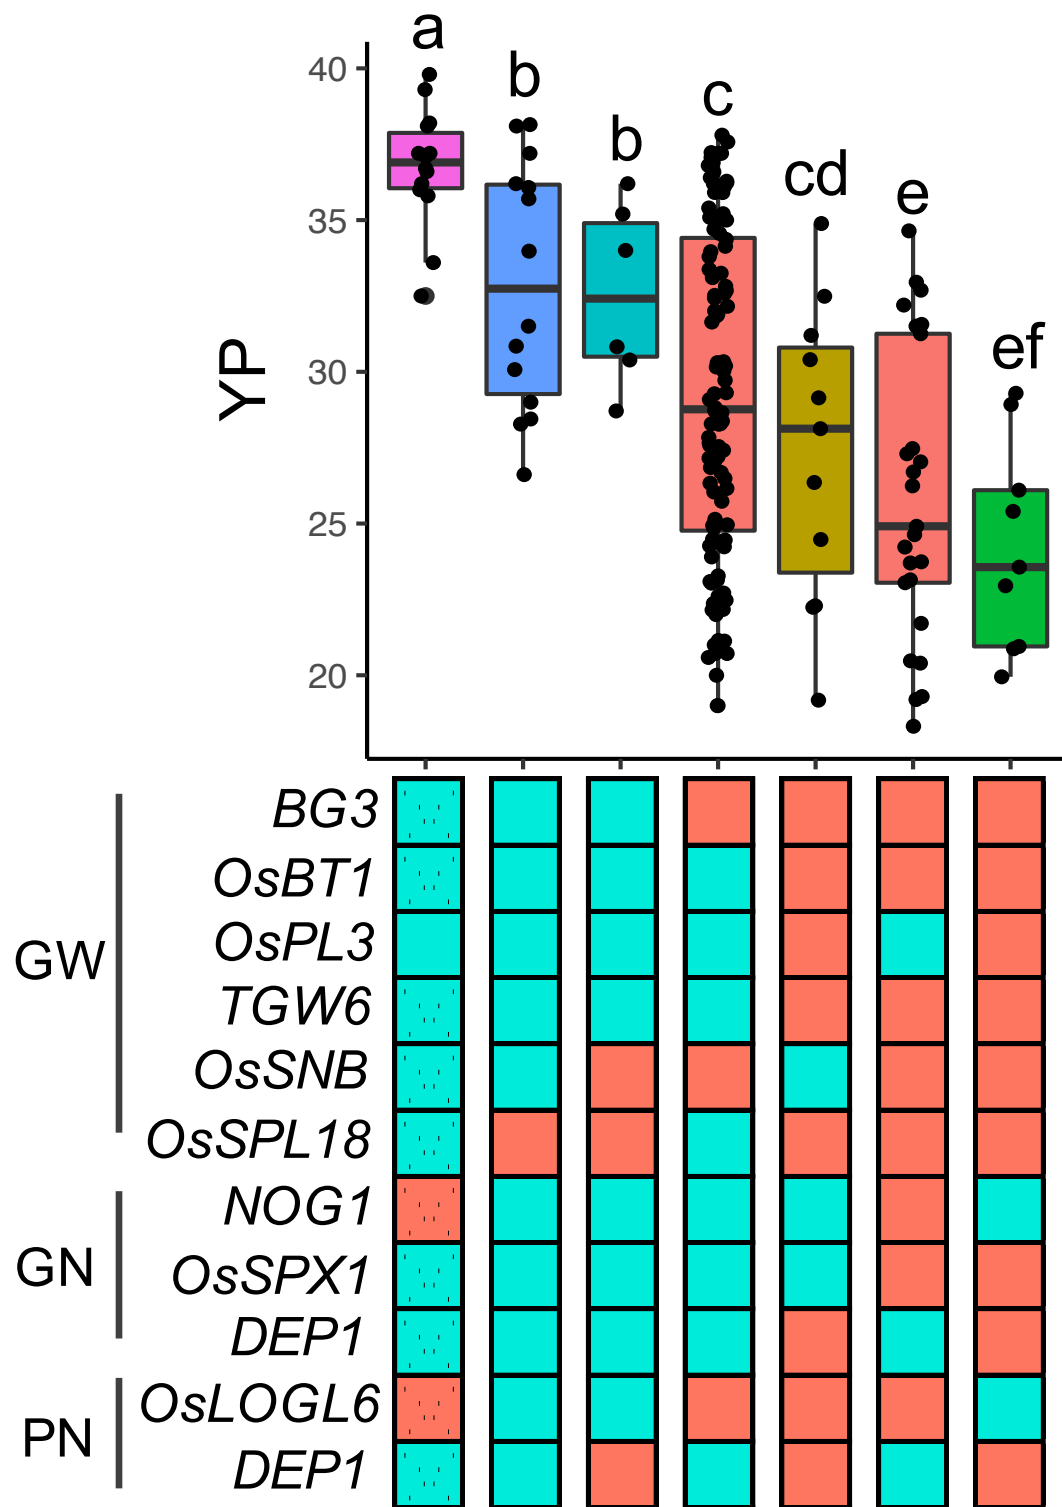 a
b
b
c
cd
e
ef
YP
40
35
30
25
20
GW
BG3
OsBT1
OsPL3
TGW6
OsSNB
OsSPL18
GN
NOG1
OsSPX1
DEP1
PN
OsLOGL6
DEP1